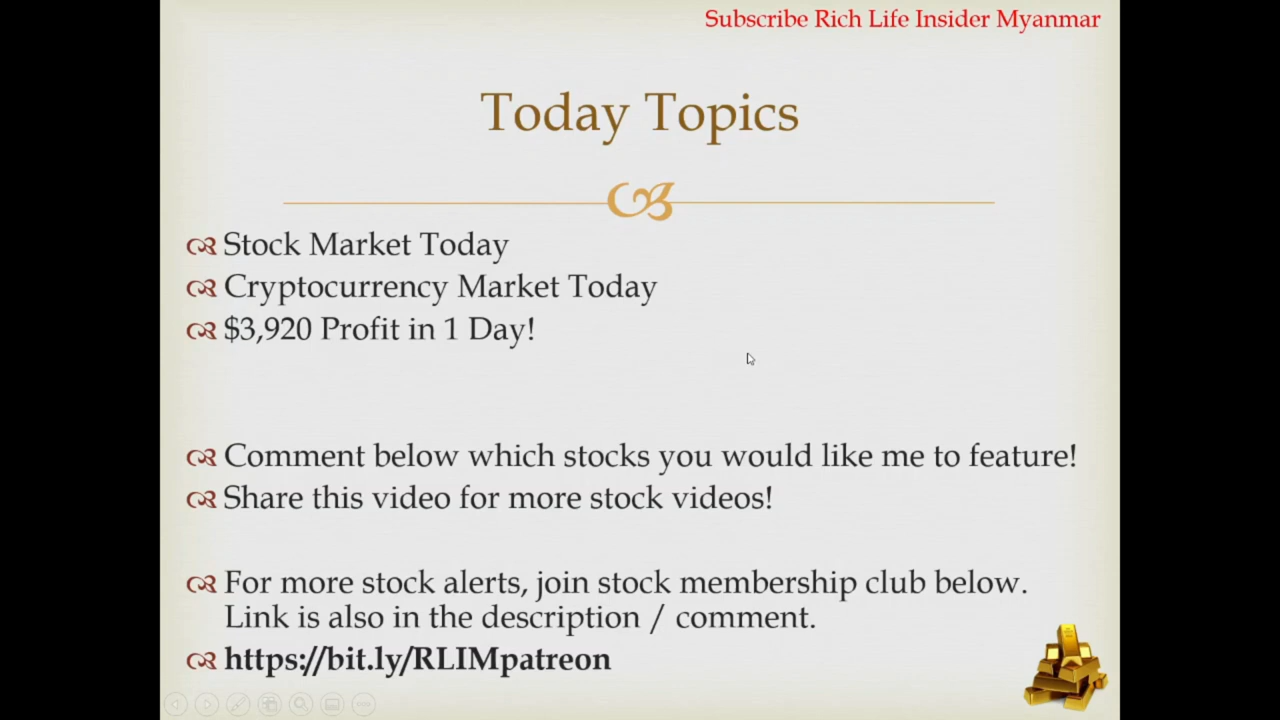 Subscribe Rich Life Insider Myanmar
Today Topics
Stock Market Today
Cryptocurrency Market Today
$3,920 Profit in 1 Day!
Comment below which stocks you would like me to feature!
Share this video for more stock videos!
For more stock alerts, join stock membership club below.
Link is also in the description / comment.
https://bit.ly/RLIMpatreon